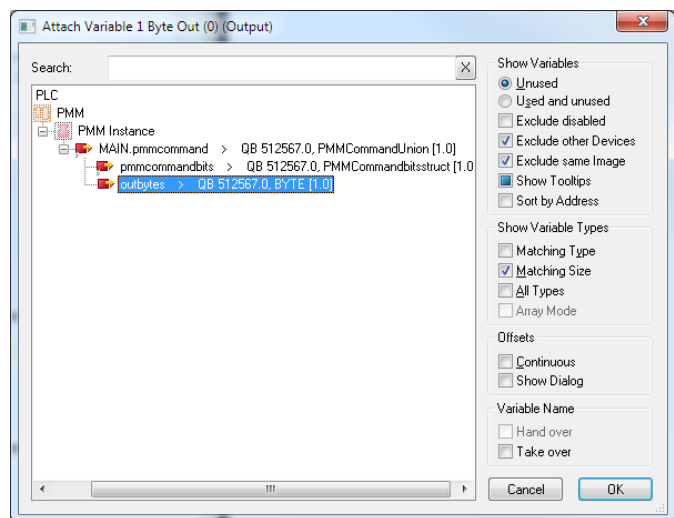 Attach Variable 1 Byte Out (0) (Output)
Search:
X
PLC
PMM
PMM Instance
MAIN.pmmcommand > QB 512567.0, PMMCommandUnion [1.0]
pmmcommandbits > QB 512567.0, PMMCommandbitsstruct [1.0
outbytes > QB 512567.0, BYTE [1.0]
Show Variables
Unused
Used and unused
Exclude disabled
Exclude other Devices
Exclude same Image
Show Tooltips
Sort by Address
Show Variable Types
Matching Type
Matching Size
All Types
Array Mode
Offsets
Continuous
Show Dialog
Variable Name
Hand over
Take over
Cancel
OK